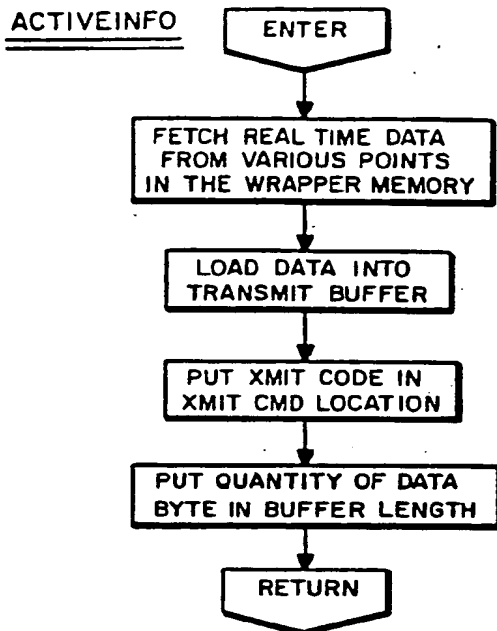 ACTIVEINFO
ENTER
FETCH REAL TIME DATA
FROM VARIOUS POINTS
IN THE WRAPPER MEMORY
LOAD DATA INTO
TRANSMIT BUFFER
PUT XMIT CODE IN
XMIT CMD LOCATION
PUT QUANTITY OF DATA
BYTE IN BUFFER LENGTH
RETURN